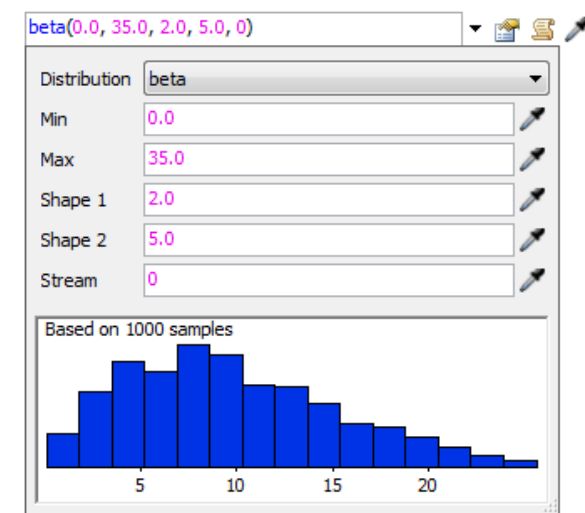 beta(0.0, 35.0, 2.0, 5.0, 0)
Distribution beta
Min 0.0
Max 35.0
Shape 1 2.0
Shape 2 5.0
Stream 0
Based on 1000 samples
5 10 15 20